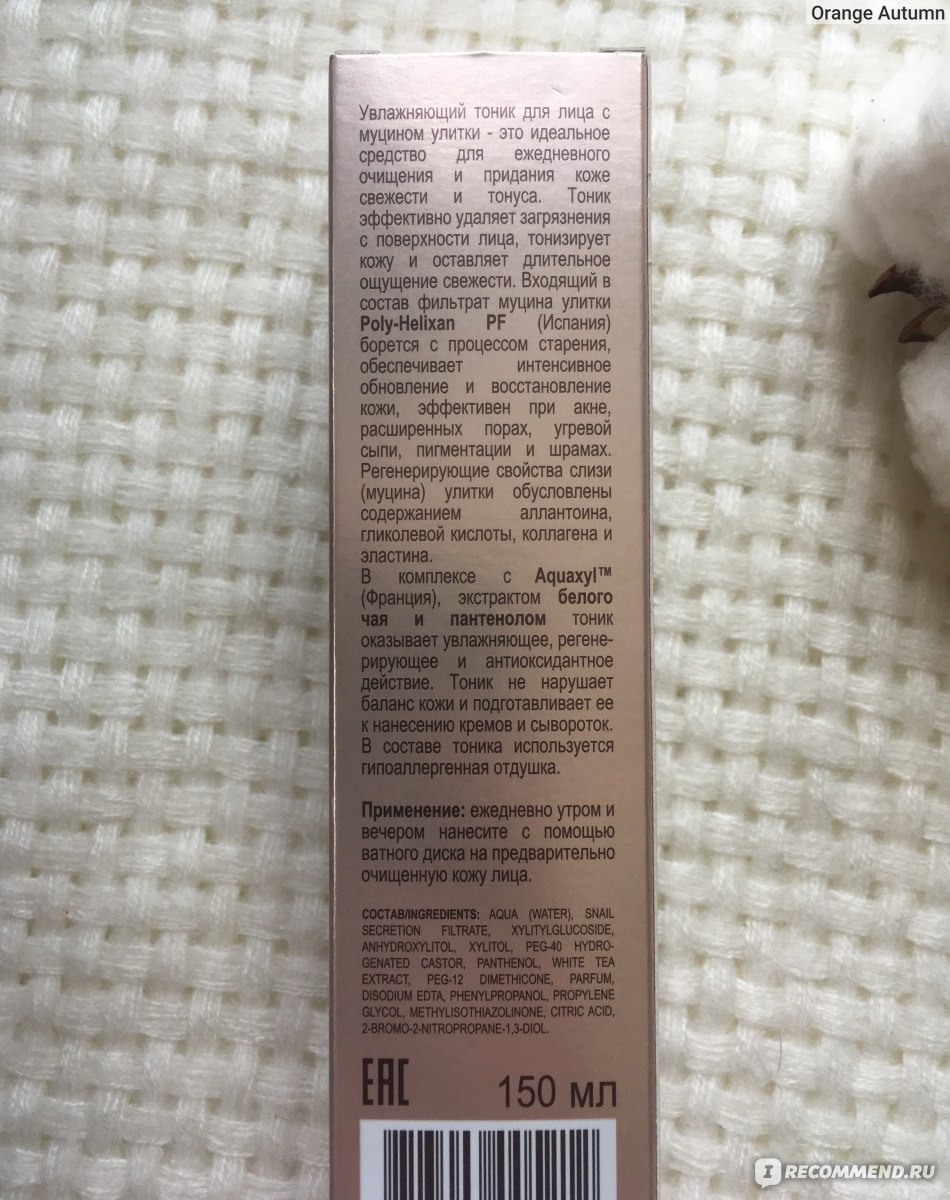 Orange Autumn
Увлажняющий тоник для лица с
муцином улитки - это идеальное
средство для ежедневного
очищения и придания коже
свежести и тонуса. Тоник
эффективно удаляет загрязнения
с поверхности лица, тонизирует
кожу и оставляет длительное
ощущение свежести. Входящий в
состав фильтрат муцина улитки
Poly-Helixan PF (Испания)
борется с процессом старения,
обеспечивает интенсивное
обновление и восстановление
кожи, эффективен при акне,
расширенных порах, угревой
сыпи, пигментации и шрамах.
Регенерирующие свойства слизи
(муцина) улитки обусловлены
содержанием аллантоина,
гликолевой кислоты, коллагена и
эластина.
В комплексе с Aquaxyl™
(Франция), экстрактом белого
чая и пантенолом тоник
оказывает увлажняющее, регене-
рирующее и антиоксидантное
действие. Тоник не нарушает
баланс кожи и подготавливает ее
к нанесению кремов и сывороток.
В составе тоника используется
гипоаллергенная отдушка.
Применение: ежедневно утром и
вечером нанесите с помощью
ватного диска на предварительно
очищенную кожу лица.
СОСТАВ/INGREDIENTS: AQUA (WATER), SNAIL
SECRETION FILTRATE, XYLITYLGLUCOSIDE,
ANHYDROXYLITOL, XYLITOL, PEG-40 HYDRO-
GENATED CASTOR, PANTHENOL, WHITE TEA
EXTRACT, PEG-12 DIMETHICONE, PARFUM,
DISODIUM EDTA, PHENYLPROPANOL, PROPYLENE
GLYCOL, METHYLISOTHIAZOLINONE, CITRIC ACID,
2-BROMO-2-NITROPROPANE-1,3-DIOL.
EAC 150 мл
I RECOMMEND.RU